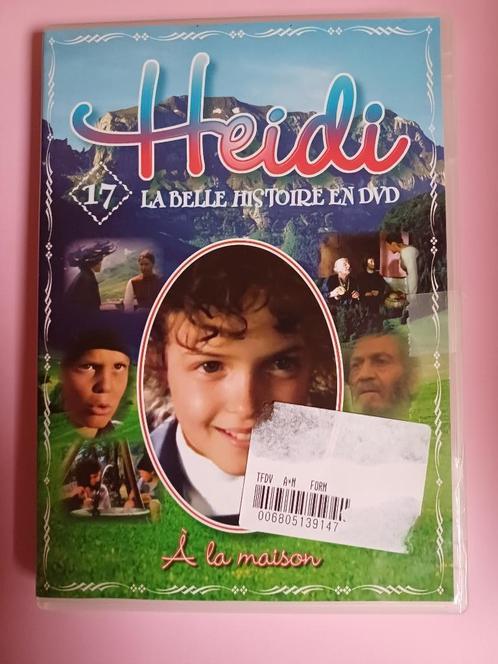 Heidi
17
LA BELLE HISTOIRE EN DVD
TFDV A*M FORM
006805139147
À la maison